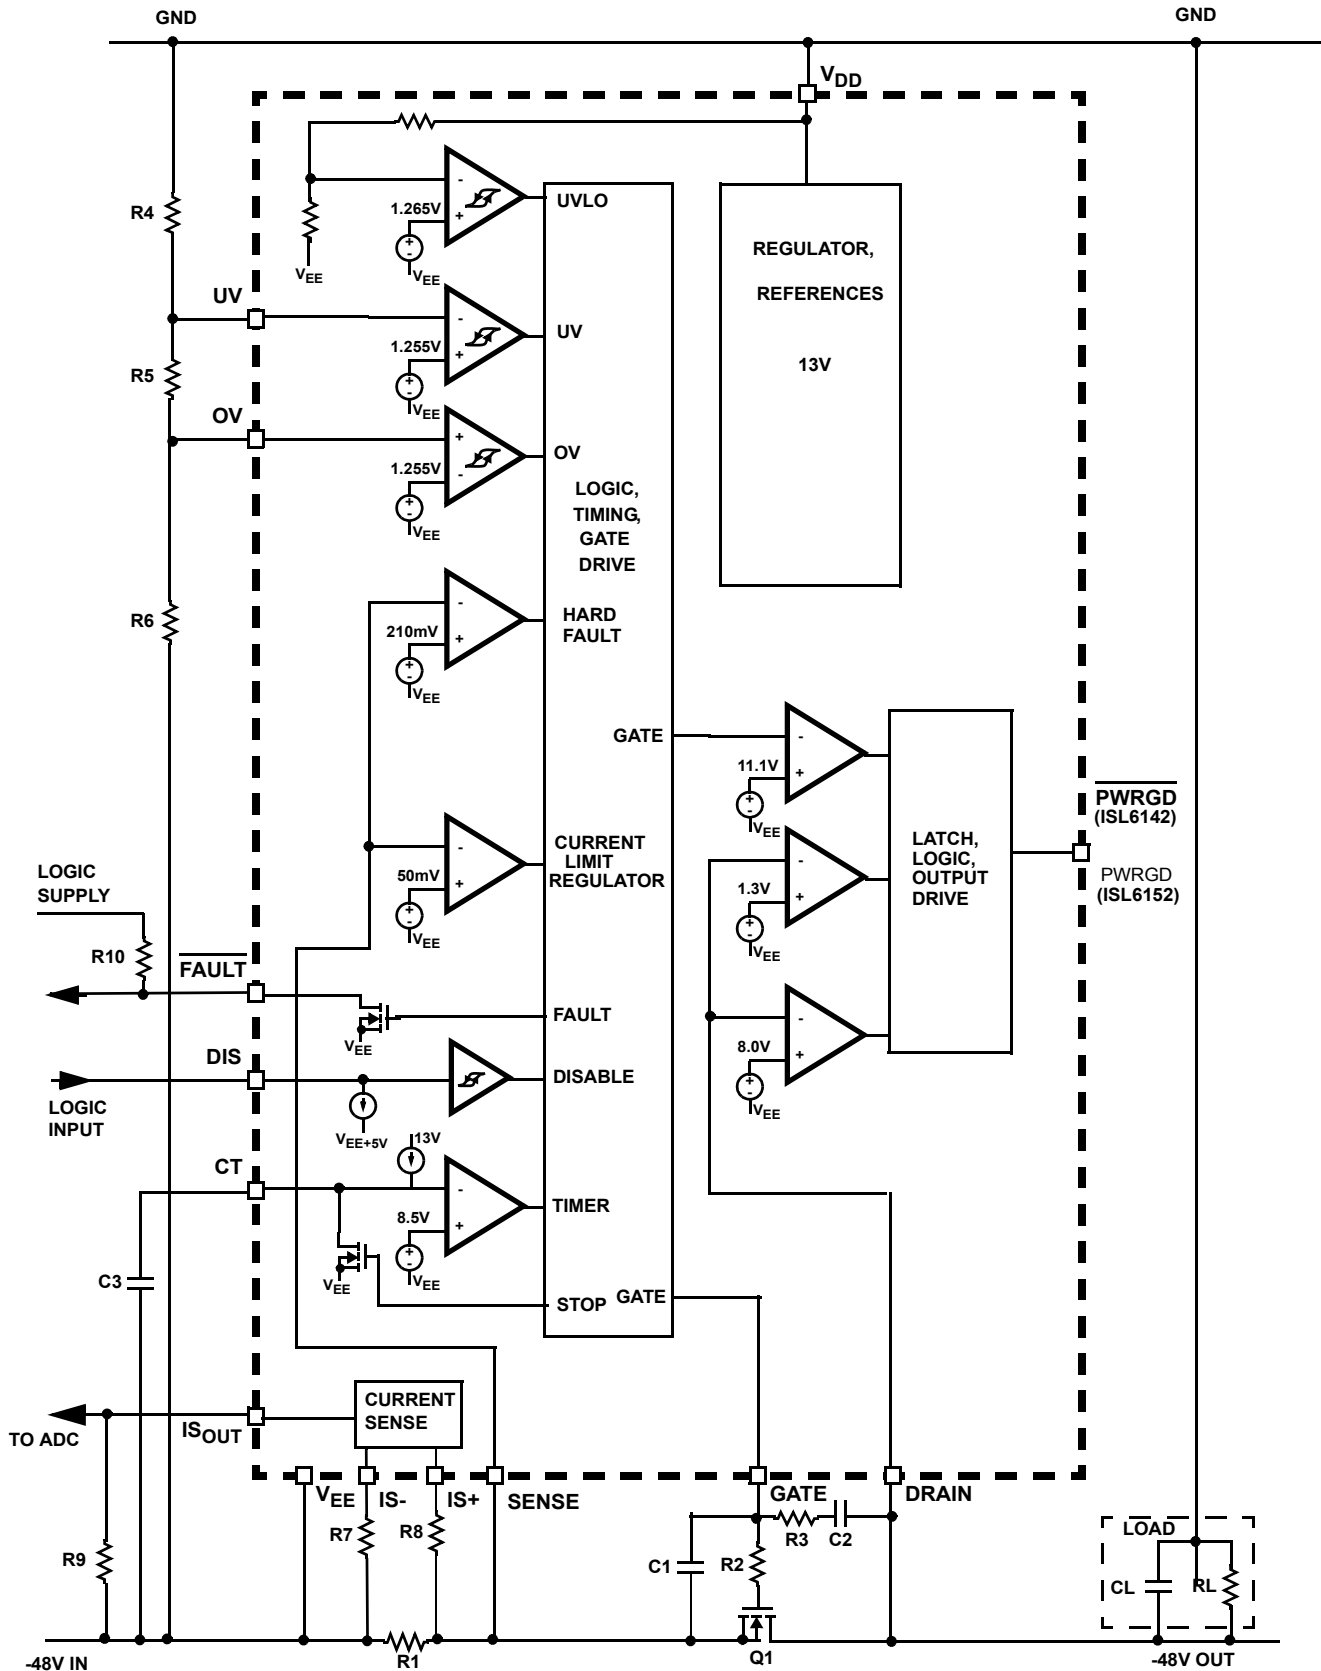 GND
GND
VDD
R4
1.265V
VEE
VEE
UVLO
REGULATOR,
REFERENCES
13V
UV
1.255V
VEE
UV
R5
OV
1.255V
VEE
OV
LOGIC,
TIMING,
GATE
DRIVE
R6
210mV
VEE
HARD
FAULT
GATE
11.1V
VEE
PWRGD
(ISL6142)
PWRGD
(ISL6152)
LATCH,
LOGIC,
OUTPUT
DRIVE
1.3V
VEE
CURRENT
LIMIT
REGULATOR
50mV
VEE
LOGIC
SUPPLY
R10
FAULT
VEE
FAULT
8.0V
VEE
DIS
LOGIC
INPUT
VEE+5V
DISABLE
13V
CT
8.5V
VEE
VEE
TIMER
C3
STOP
GATE
CURRENT
SENSE
TO ADC
ISOUT
VEE
IS-
IS+
SENSE
GATE
DRAIN
R9
R7
R8
C1
R2
R3
C2
LOAD
CL
RL
-48V IN
R1
Q1
-48V OUT